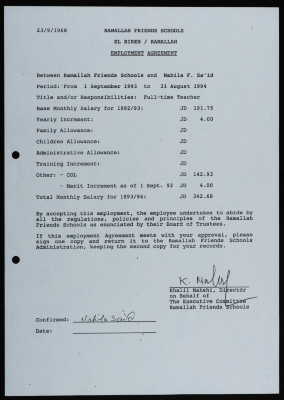 23/9/1968 RAMALLAH FRIENDS SCHOOLS
EL BIREH / RAMALLAH
EMPLOYMENT AGREEMENT
Between Ramallah Friends Schools and Nabila F. Sa'id
Period: From 1 September 1993 to 31 August 1994
Title and/or Responsibilities: Full-time Teacher
Base Monthly Salary for 1992/93: JD 191.75
Yearly Increment: JD 4.00
Family Allowance: JD
Children Allowance: JD
Administrative Allowance: JD
Training Increment: JD
Other: - COL JD 142.93
- Merit Increment as of 1 Sept. 92 JD 4.00
Total Monthly Salary for 1993/94: JD 342.68
By accepting this employment, the employee undertakes to abide by
all the regulations, policies and principles of the Ramallah
Friends Schools as enunciated by their Board of Trustees.
If this employment Agreement meets with your approval, please
sign one copy and return it to the Ramallah Friends Schools
Administration, keeping the second copy for your records.
K. Mahshi
Khalil Mahshi, Director
on Behalf of
The Executive Committee
Ramallah Friends Schools
Confirmed: Nabila Sa'id
Date: